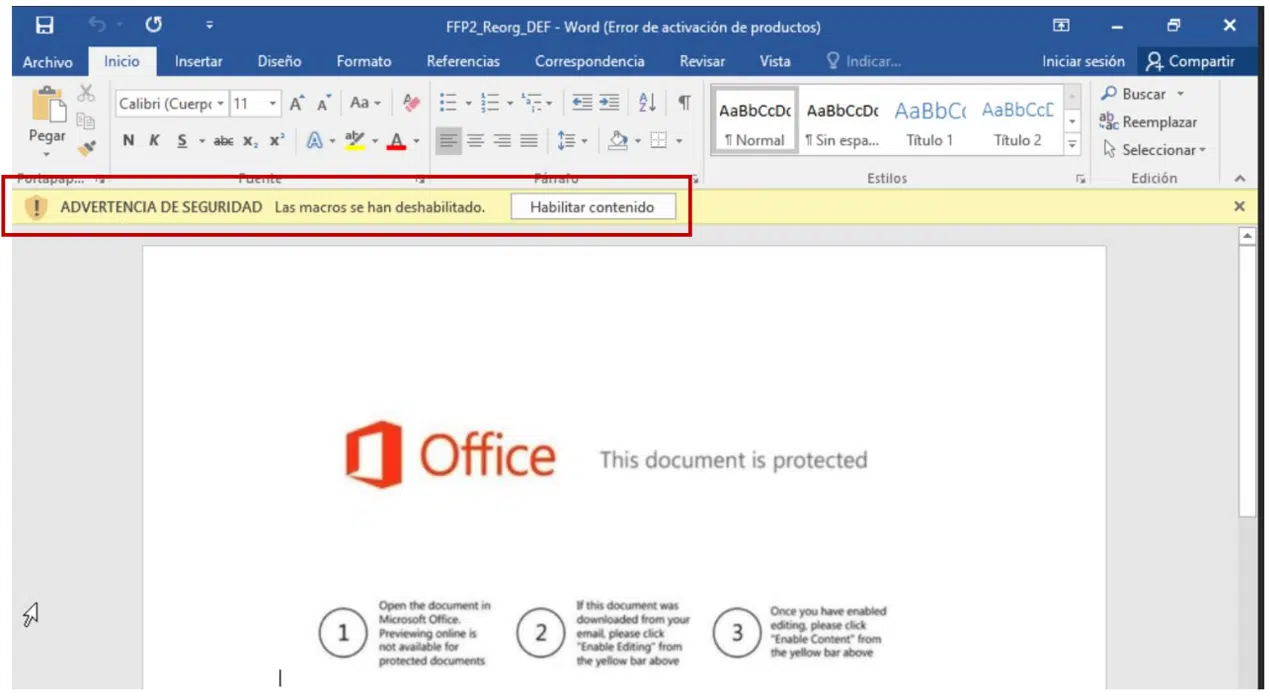 FFP2_Reorg_DEF - Word (Error de activación de productos)
Archivo Inicio Insertar Diseño Formato Referencias Correspondencia Revisar Vista Indicar... Iniciar sesión Compartir
Pegar
Calibri (Cuerpo 11 A A Aa
N K S abc x₂ x² A aby A
A Z ¶
AaBbCcDc AaBbCcDc AaBbCc AaBbCcC
¶ Normal ¶ Sin espa... Título 1 Título 2
Buscar
Reemplazar
Seleccionar
Portapap... Fuente Párrafo Estilos Edición
ADVERTENCIA DE SEGURIDAD Las macros se han deshabilitado. Habilitar contenido
Office This document is protected
1
Open the document in
Microsoft Office.
Previewing online is
not available for
protected documents
2
If this document was
downloaded from your
email, please click
"Enable Editing" from
the yellow bar above
3
Once you have enabled
editing, please click
"Enable Content" from
the yellow bar above